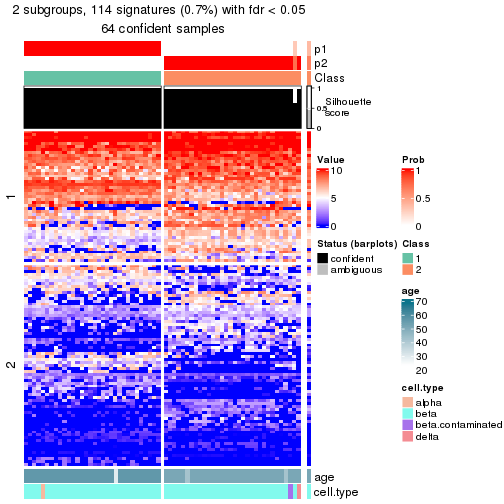 2 subgroups, 114 signatures (0.7%) with fdr < 0.05
64 confident samples
p1
p2
Class
1
0.5
0
Silhouette
score
1
2
Value
10
5
0
Prob
1
0.5
0
Status (barplots)
confident
ambiguous
Class
1
2
age
70
60
50
40
30
20
cell.type
alpha
beta
beta.contaminated
delta
age
cell.type